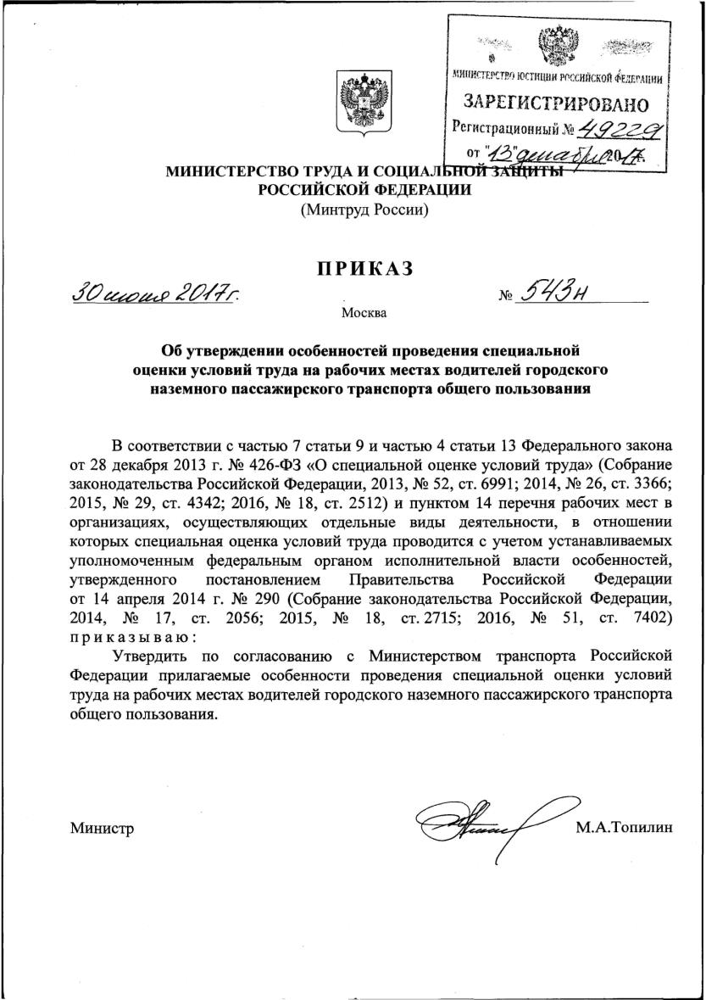 МИНИСТЕРСТВО ЮСТИЦИИ РОССИЙСКОЙ ФЕДЕРАЦИИ
ЗАРЕГИСТРИРОВАНО
Регистрационный № 49229
от "13" декабря 2017.
МИНИСТЕРСТВО ТРУДА И СОЦИАЛЬНОЙ ЗАЩИТЫ
РОССИЙСКОЙ ФЕДЕРАЦИИ
(Минтруд России)
ПРИКАЗ
30 июня 2017г.
№ 543н
Москва
Об утверждении особенностей проведения специальной
оценки условий труда на рабочих местах водителей городского
наземного пассажирского транспорта общего пользования
В соответствии с частью 7 статьи 9 и частью 4 статьи 13 Федерального закона
от 28 декабря 2013 г. № 426-ФЗ «О специальной оценке условий труда» (Собрание
законодательства Российской Федерации, 2013, № 52, ст. 6991; 2014, № 26, ст. 3366;
2015, № 29, ст. 4342; 2016, № 18, ст. 2512) и пунктом 14 перечня рабочих мест в
организациях, осуществляющих отдельные виды деятельности, в отношении
которых специальная оценка условий труда проводится с учетом устанавливаемых
уполномоченным федеральным органом исполнительной власти особенностей,
утвержденного постановлением Правительства Российской Федерации
от 14 апреля 2014 г. № 290 (Собрание законодательства Российской Федерации,
2014, № 17, ст. 2056; 2015, № 18, ст. 2715; 2016, № 51, ст. 7402)
приказываю:
Утвердить по согласованию с Министерством транспорта Российской
Федерации прилагаемые особенности проведения специальной оценки условий
труда на рабочих местах водителей городского наземного пассажирского транспорта
общего пользования.
Министр
М.А.Топилин